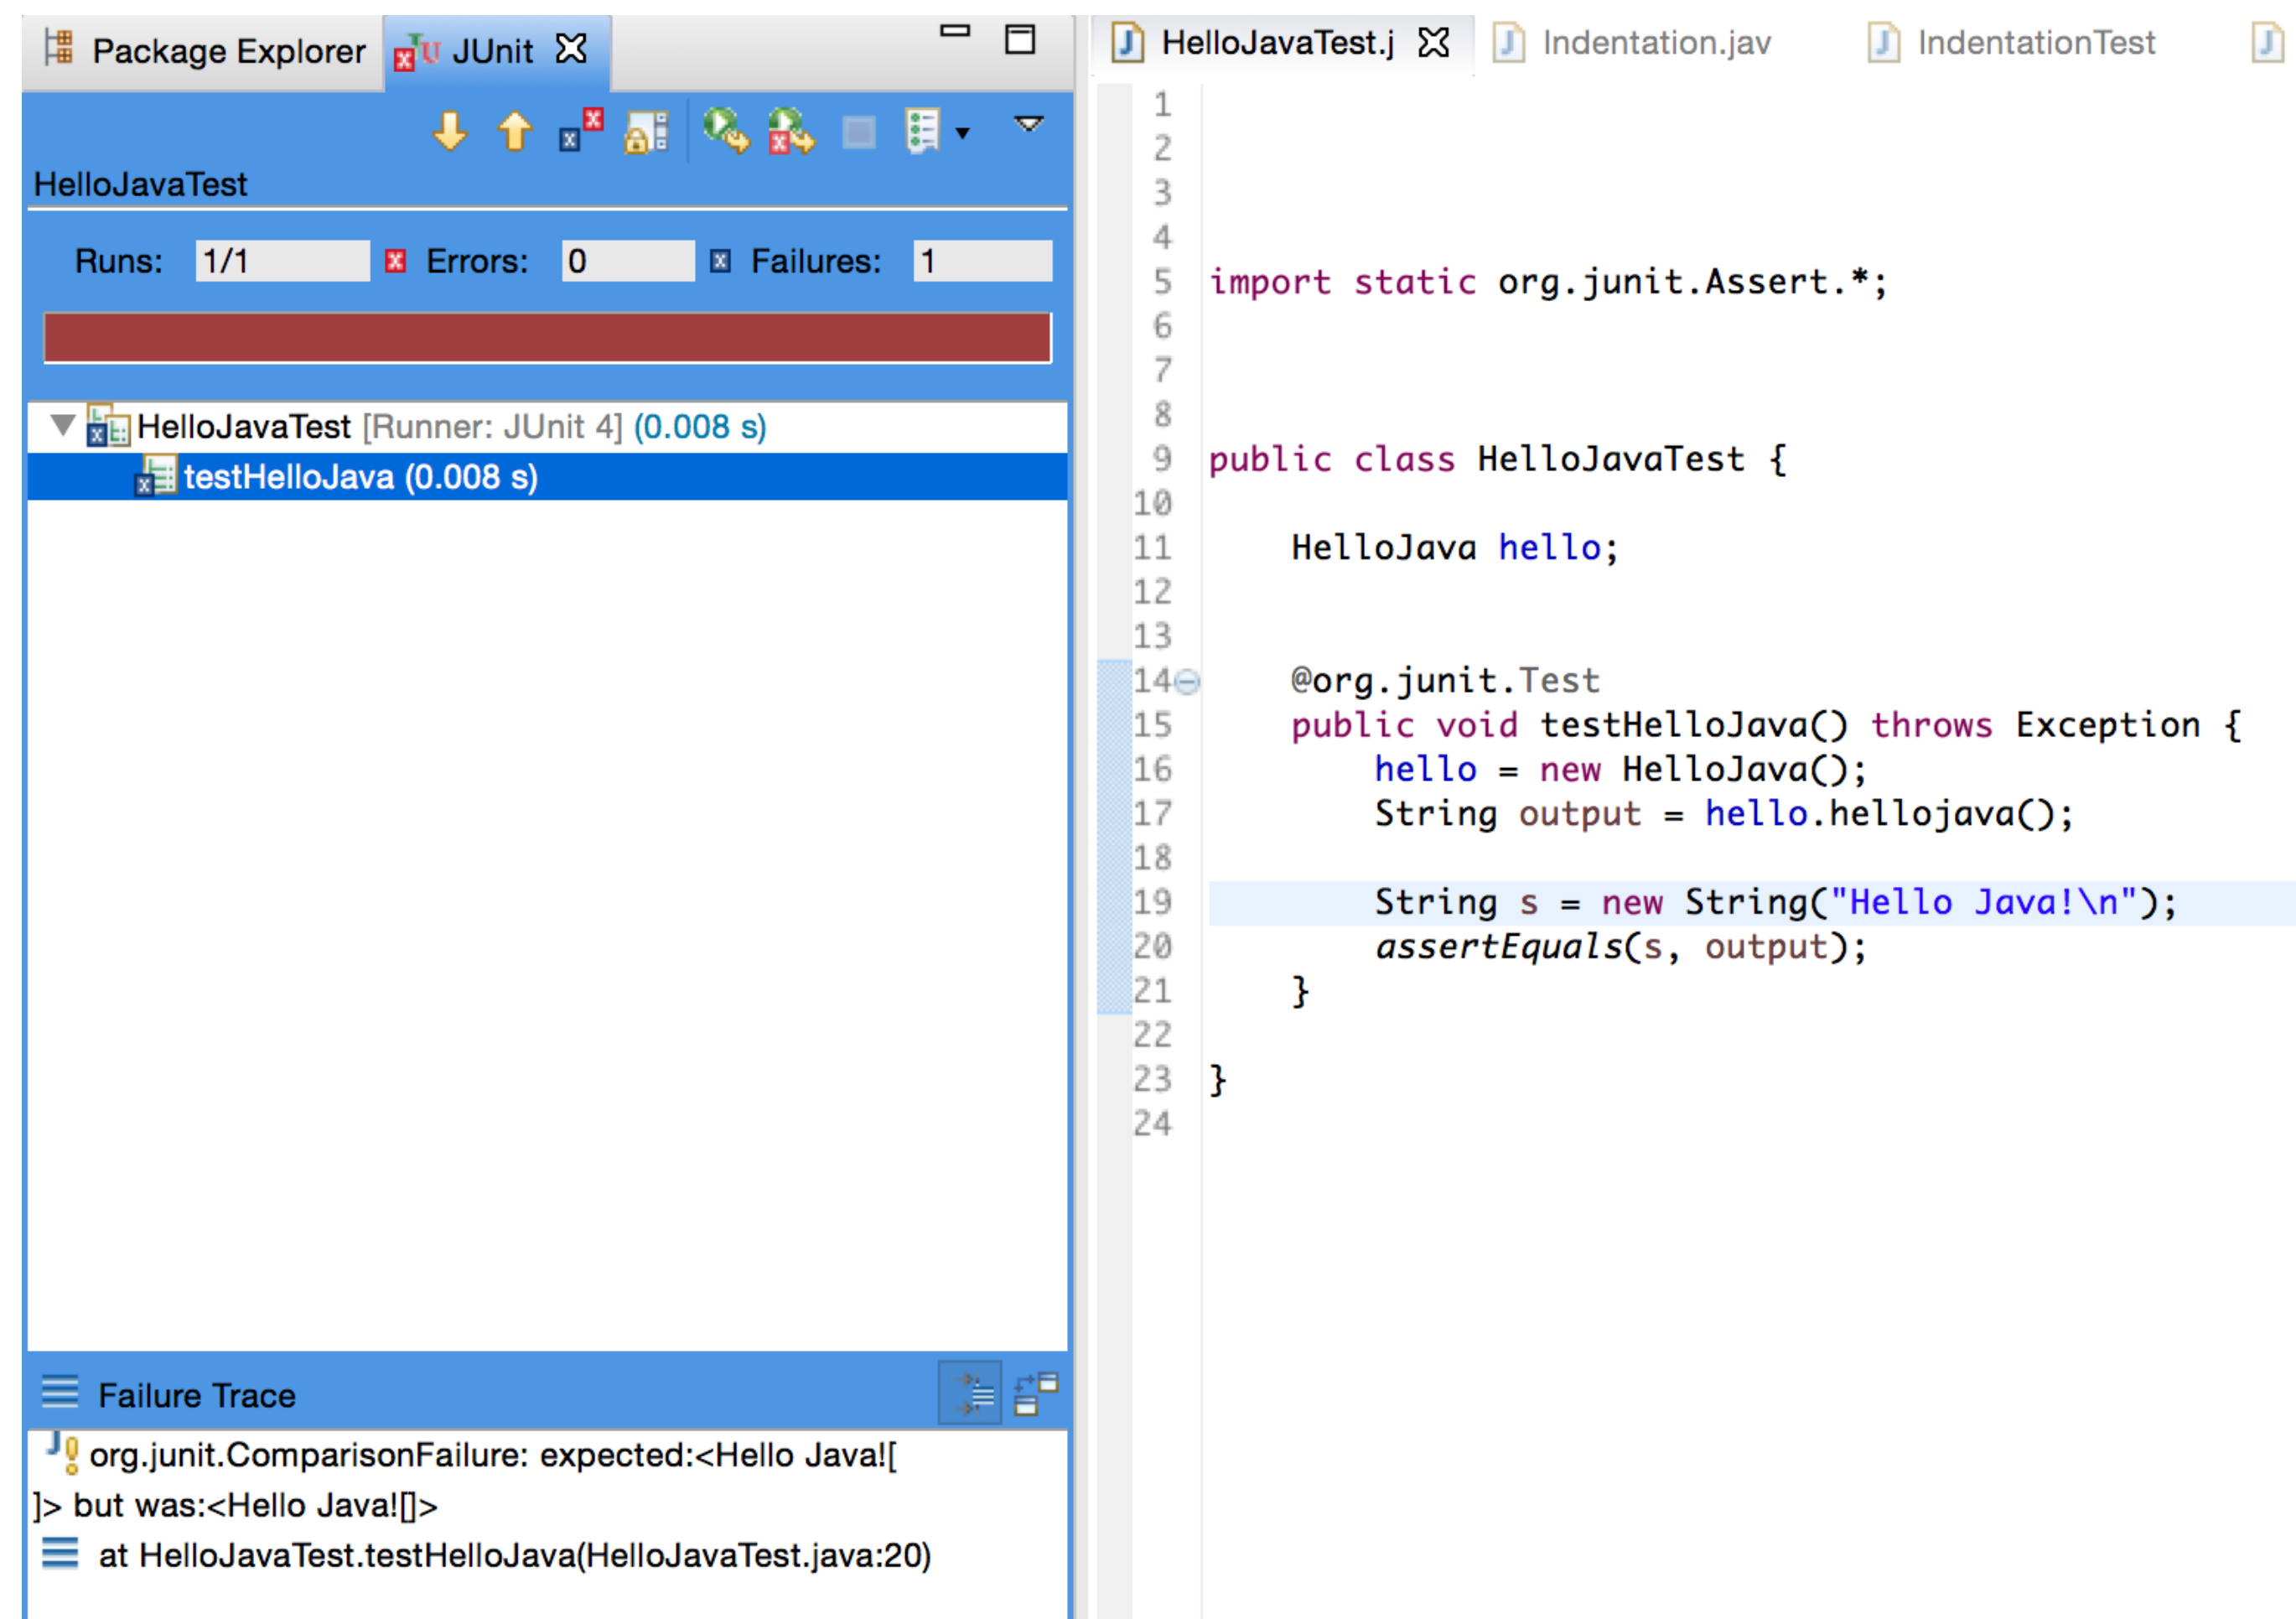 Package Explorer JUnit
HelloJavaTest
Runs: 1/1 Errors: 0 Failures: 1
HelloJavaTest [Runner: JUnit 4] (0.008 s)
testHelloJava (0.008 s)
Failure Trace
org.junit.ComparisonFailure: expected:<Hello Java![
]> but was:<Hello Java![]>
at HelloJavaTest.testHelloJava(HelloJavaTest.java:20)
HelloJavaTest.j Indentation.jav IndentationTest
1
2
3
4
5 import static org.junit.Assert.*;
6
7
8
9 public class HelloJavaTest {
10
11 HelloJava hello;
12
13
14 @org.junit.Test
15 public void testHelloJava() throws Exception {
16 hello = new HelloJava();
17 String output = hello.hellojava();
18
19 String s = new String("Hello Java!\n");
20 assertEquals(s, output);
21 }
22
23 }
24